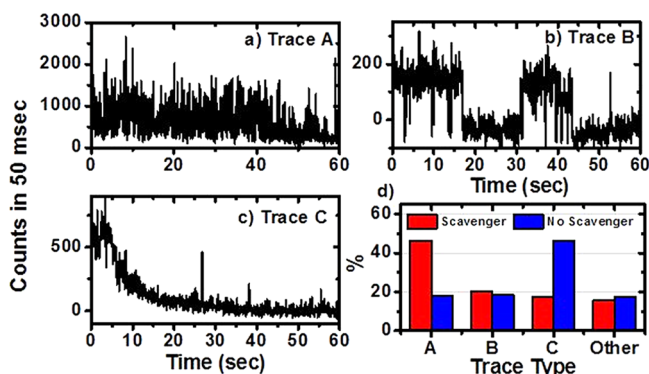 Counts in 50 msec
a) Trace A
3000
2000
1000
0
0 20 40 60
b) Trace B
200
0
0 10 20 30 40 50 60
Time (sec)
c) Trace C
500
0
0 10 20 30 40 50 60
Time (sec)
d)
Scavenger No Scavenger
%
60
40
20
0
A B C Other
Trace Type